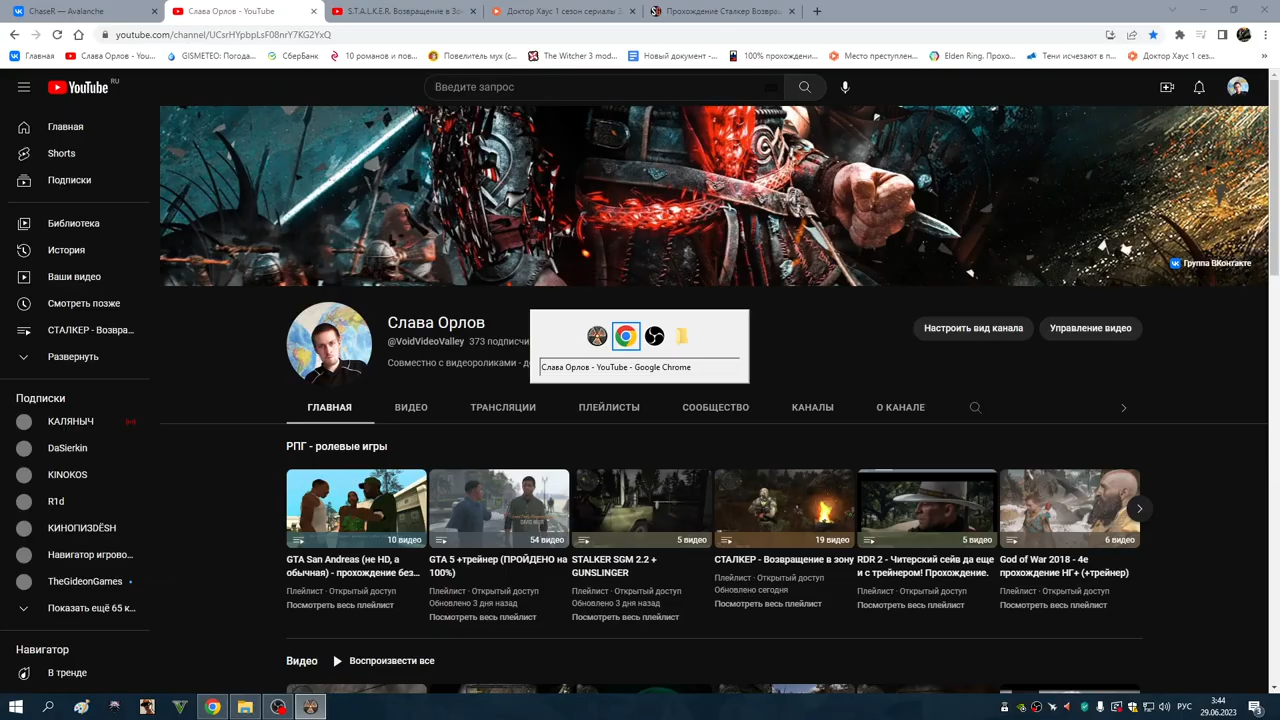 ChaseR — Avalanche
Слава Орлов - YouTube
S.T.A.L.K.E.R. Возвращение в Зо
Доктор Хаус 1 сезон сериалы З
Прохождение Сталкер Возвра
youtube.com/channel/UCsrHYpbpLsF08nrY7KG2YxQ
Главная
Слава Орлов - You...
GISMETEO: Погода...
СберБанк
10 романов и пов...
Повелитель мух (с...
The Witcher 3 mod...
Новый документ -...
100% прохождени...
Место преступлен...
Elden Ring. Прохо...
Тени исчезают в п...
Доктор Хаус 1 сез...
YouTube RU
Введите запрос
Главная
Shorts
Подписки
Библиотека
История
Ваши видео
Смотреть позже
СТАЛКЕР - Возвра...
Развернуть
Подписки
КАЛЯНЫЧ
DaSierkin
KINOKOS
R1d
КИНОПИЗDЁSH
Навигатор игрово...
TheGideonGames
Показать ещё 65 к...
Навигатор
В тренде
Группа ВКонтакте
Слава Орлов
@VoidVideoValley 373 подписчи
Совместно с видеороликами - д
Настроить вид канала
Управление видео
Слава Орлов - YouTube - Google Chrome
ГЛАВНАЯ
ВИДЕО
ТРАНСЛЯЦИИ
ПЛЕЙЛИСТЫ
СООБЩЕСТВО
КАНАЛЫ
О КАНАЛЕ
РПГ - ролевые игры
10 видео
GTA San Andreas (не HD, а
обычная) - прохождение без...
Плейлист · Открытый доступ
Посмотреть весь плейлист
54 видео
GTA 5 +трейнер (ПРОЙДЕНО на
100%)
Плейлист · Открытый доступ
Обновлено 3 дня назад
Посмотреть весь плейлист
5 видео
STALKER SGM 2.2 +
GUNSLINGER
Плейлист · Открытый доступ
Обновлено 3 дня назад
Посмотреть весь плейлист
19 видео
СТАЛКЕР - Возвращение в зону
Плейлист · Открытый доступ
Обновлено сегодня
Посмотреть весь плейлист
5 видео
RDR 2 - Читерский сейв да еще
и с трейнером! Прохождение.
Плейлист · Открытый доступ
Посмотреть весь плейлист
6 видео
God of War 2018 - 4е
прохождение НГ+ (+трейнер)
Плейлист · Открытый доступ
Посмотреть весь плейлист
Видео
Воспроизвести все
РУС
3:44
29.06.2023
3